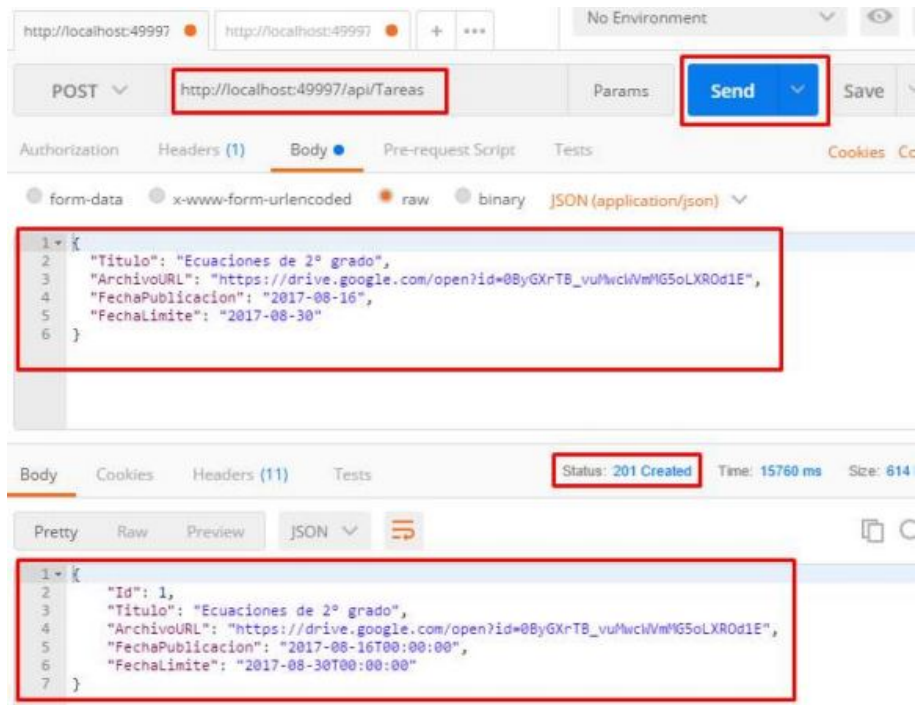 http://localhost:49997 http://localhost:49997 + ••• No Environment
POST http://localhost:49997/api/Tareas Params Send Save
Authorization Headers (1) Body Pre-request Script Tests Cookies Co
form-data x-www-form-urlencoded raw binary JSON (application/json)
1 {
2 "Titulo": "Ecuaciones de 2º grado",
3 "ArchivoURL": "https://drive.google.com/open?id=0ByGXrTB_vuMwcWVmMG5oLXROd1E",
4 "FechaPublicacion": "2017-08-16",
5 "FechaLimite": "2017-08-30"
6 }
Body Cookies Headers (11) Tests Status: 201 Created Time: 15760 ms Size: 614
Pretty Raw Preview JSON
1 {
2 "Id": 1,
3 "Titulo": "Ecuaciones de 2º grado",
4 "ArchivoURL": "https://drive.google.com/open?id=0ByGXrTB_vuMwcWVmMG5oLXROd1E",
5 "FechaPublicacion": "2017-08-16T00:00:00",
6 "FechaLimite": "2017-08-30T00:00:00"
7 }